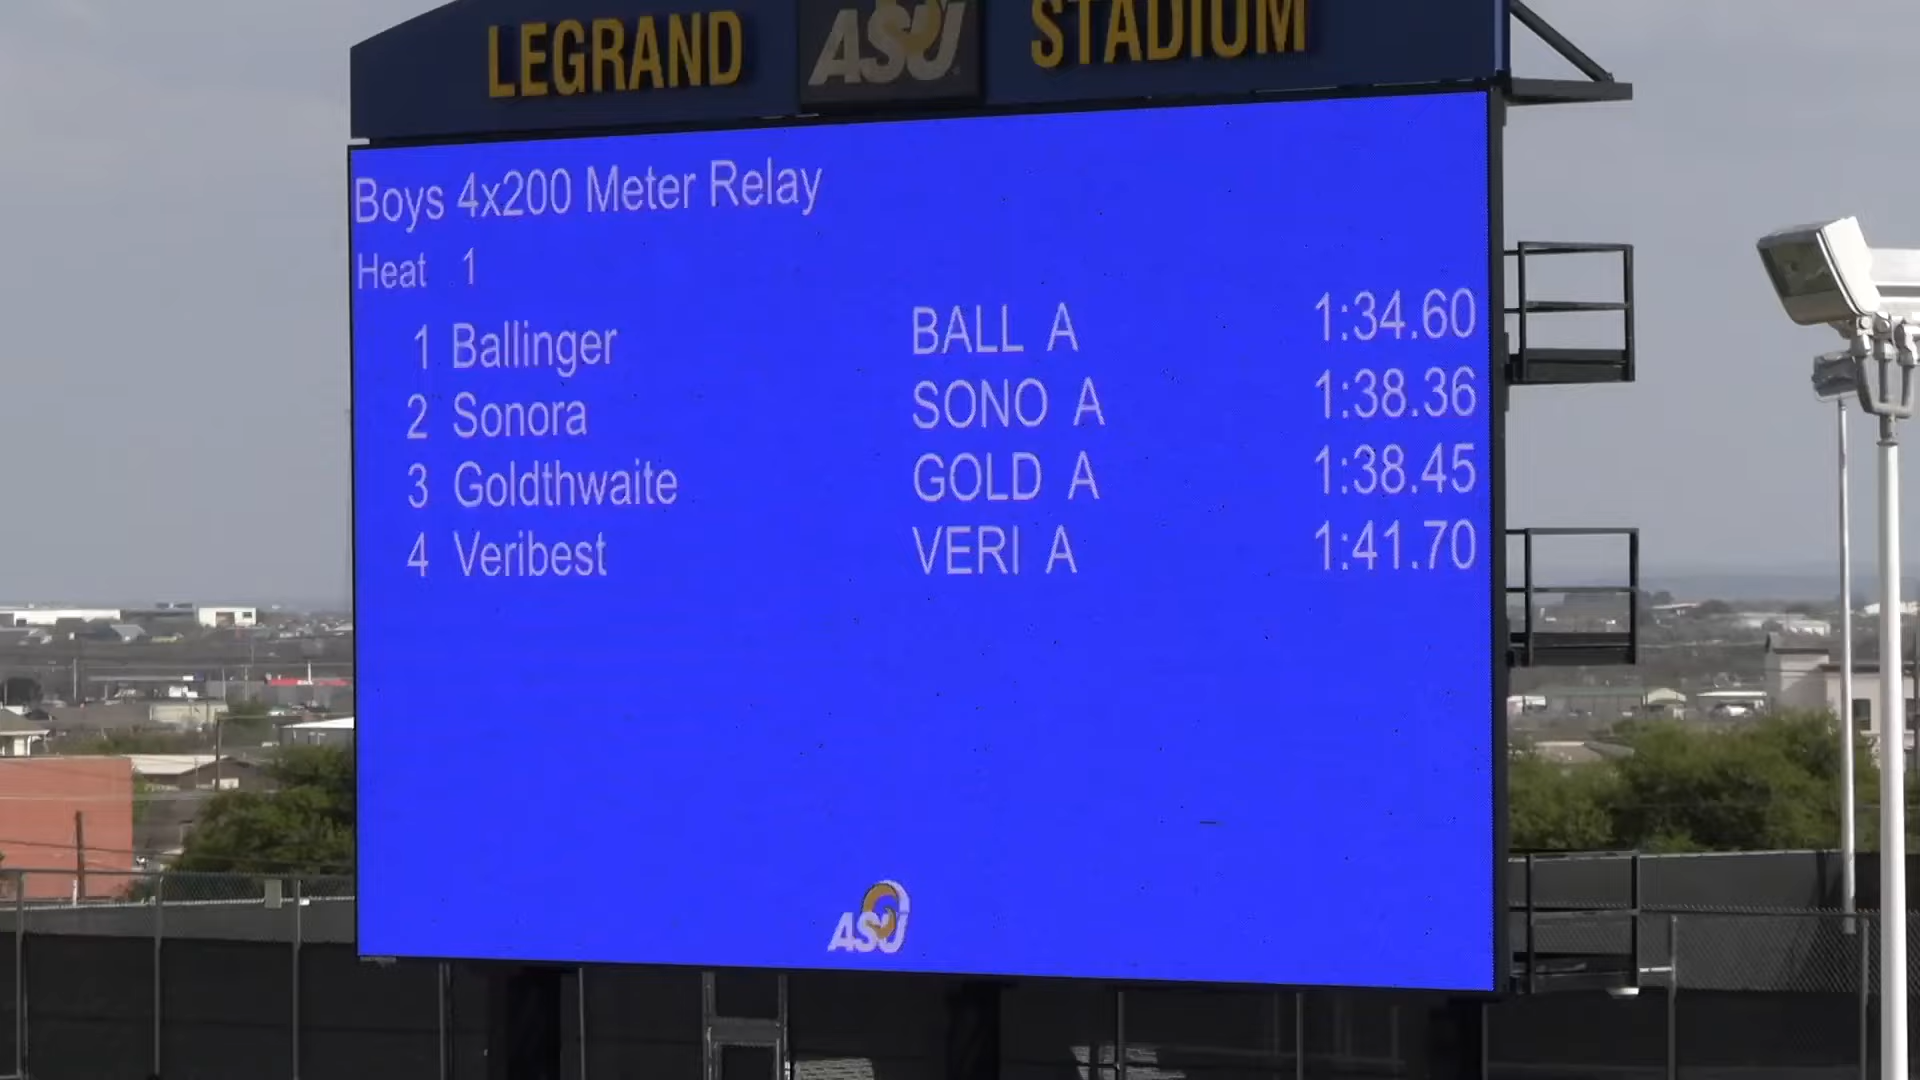 LEGRAND ASU STADIUM
Boys 4x200 Meter Relay
Heat 1
1 Ballinger BALL A 1:34.60
2 Sonora SONO A 1:38.36
3 Goldthwaite GOLD A 1:38.45
4 Veribest VERI A 1:41.70
ASU